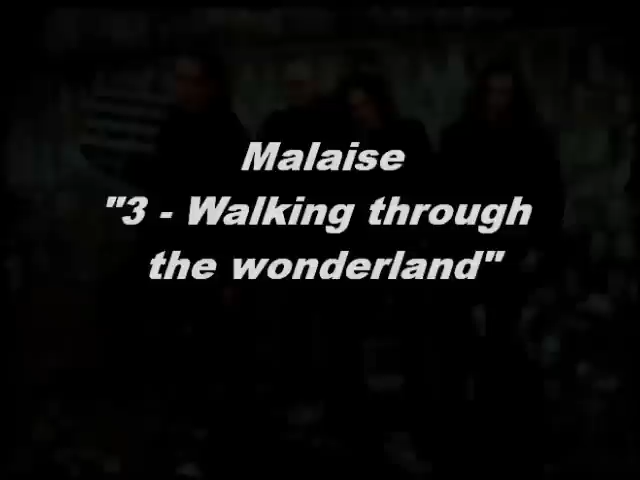 Malaise
"3 - Walking through
the wonderland"